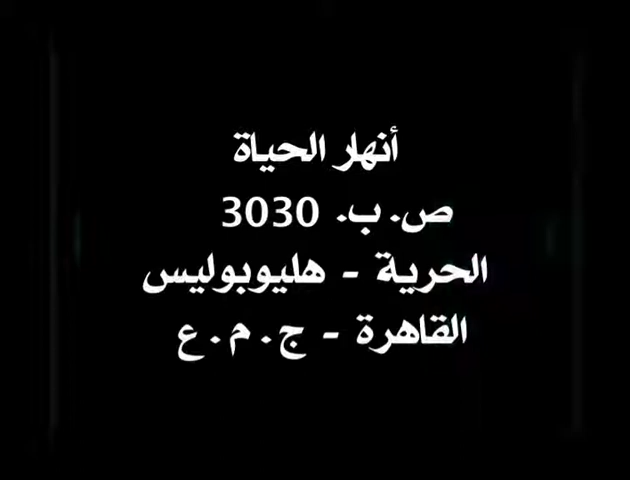 أنهار الحياة
ص. ب. 3030
الحرية - هليوبوليس
القاهرة - ج. م. ع